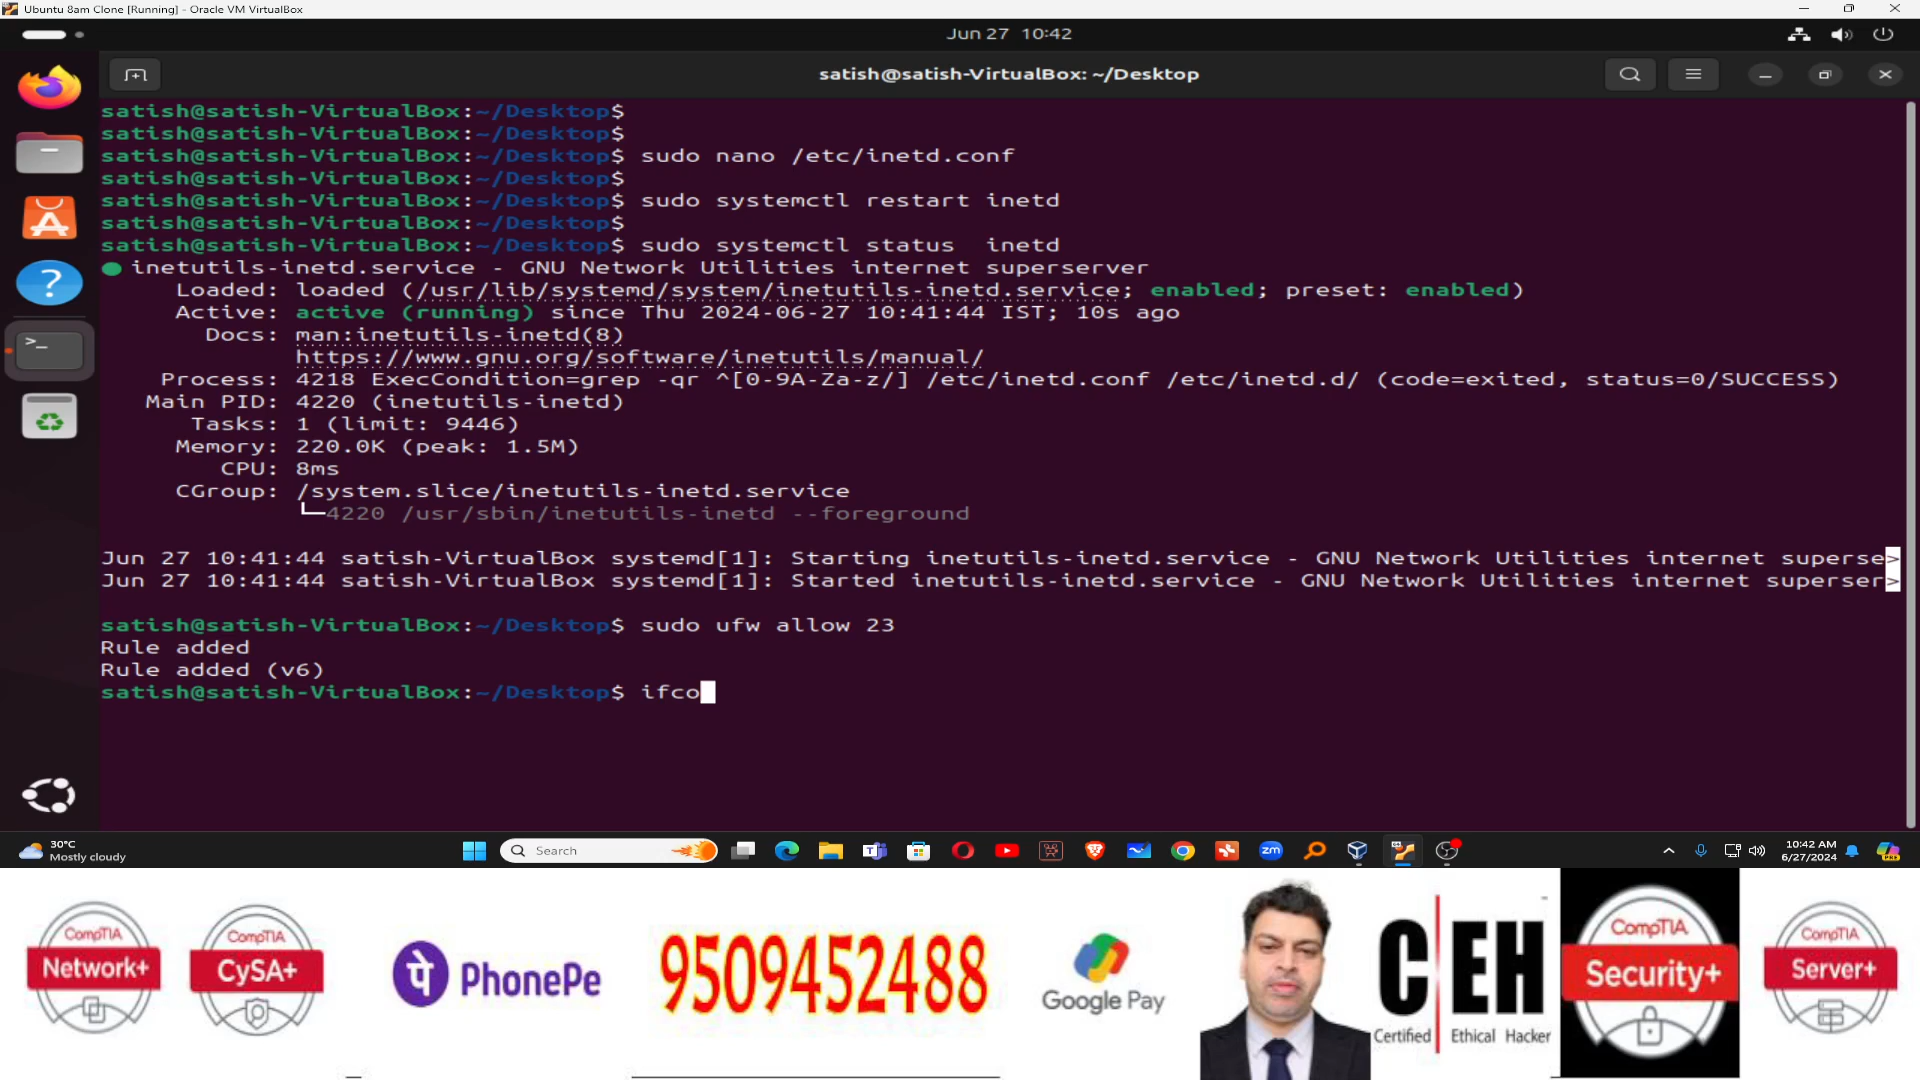 Ubuntu 8am Clone [Running] - Oracle VM VirtualBox
Jun 27 10:42
satish@satish-VirtualBox: ~/Desktop
satish@satish-VirtualBox:~/Desktop$
satish@satish-VirtualBox:~/Desktop$
satish@satish-VirtualBox:~/Desktop$ sudo nano /etc/inetd.conf
satish@satish-VirtualBox:~/Desktop$
satish@satish-VirtualBox:~/Desktop$ sudo systemctl restart inetd
satish@satish-VirtualBox:~/Desktop$
satish@satish-VirtualBox:~/Desktop$ sudo systemctl status  inetd
● inetutils-inetd.service - GNU Network Utilities internet superserver
Loaded: loaded (/usr/lib/systemd/system/inetutils-inetd.service; enabled; preset: enabled)
Active: active (running) since Thu 2024-06-27 10:41:44 IST; 10s ago
Docs: man:inetutils-inetd(8)
https://www.gnu.org/software/inetutils/manual/
Process: 4218 ExecCondition=grep -qr ^[0-9A-Za-z/] /etc/inetd.conf /etc/inetd.d/ (code=exited, status=0/SUCCESS)
Main PID: 4220 (inetutils-inetd)
Tasks: 1 (limit: 9446)
Memory: 220.0K (peak: 1.5M)
CPU: 8ms
CGroup: /system.slice/inetutils-inetd.service
└─4220 /usr/sbin/inetutils-inetd --foreground
Jun 27 10:41:44 satish-VirtualBox systemd[1]: Starting inetutils-inetd.service - GNU Network Utilities internet superse>
Jun 27 10:41:44 satish-VirtualBox systemd[1]: Started inetutils-inetd.service - GNU Network Utilities internet superser>
satish@satish-VirtualBox:~/Desktop$ sudo ufw allow 23
Rule added
Rule added (v6)
satish@satish-VirtualBox:~/Desktop$ ifco
30°C
Mostly cloudy
Search
zm
10:42 AM
6/27/2024
CompTIA
Network+
CompTIA
CySA+
पे PhonePe
9509452488
Google Pay
C|EH
Certified Ethical Hacker
CompTIA
Security+
CompTIA
Server+